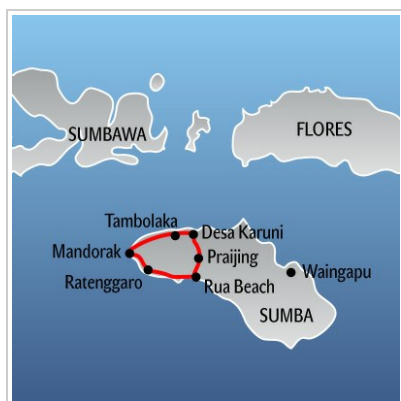 SUMBAWA
FLORES
Tambolaka
Desa Karuni
Mandorak
Praijing
Waingapu
Ratenggaro
Rua Beach
SUMBA